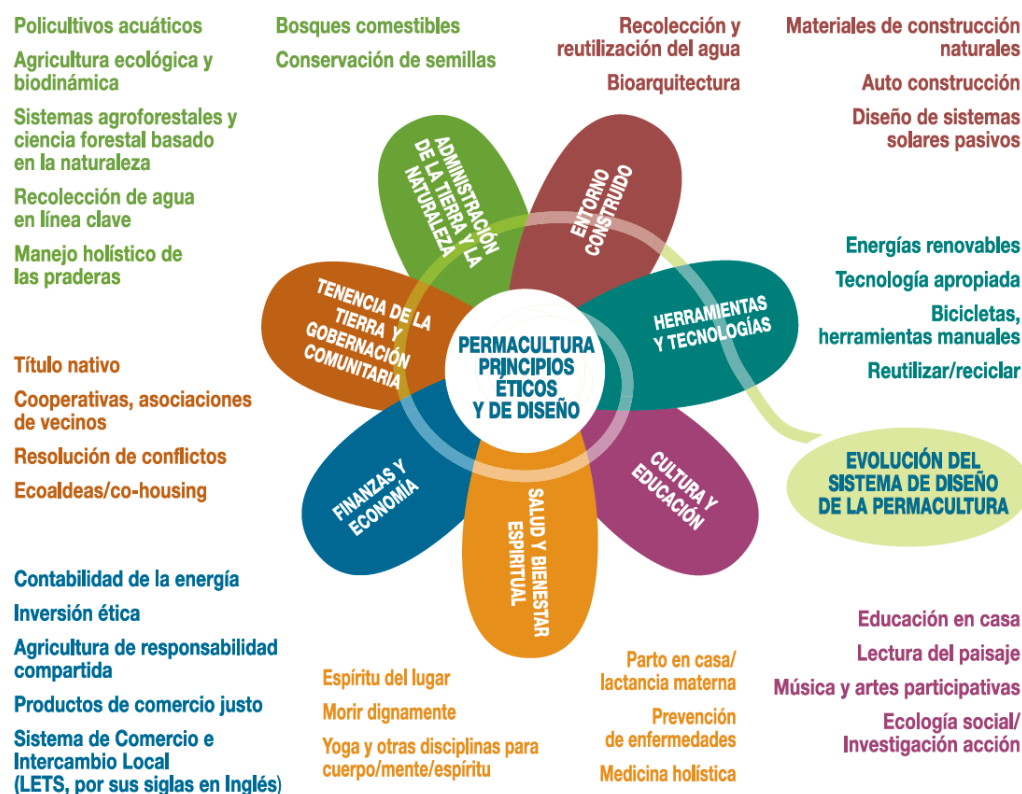 Policultivos acuáticos
Agricultura ecológica y
biodinámica
Sistemas agroforestales y
ciencia forestal basado
en la naturaleza
Recolección de agua
en línea clave
Manejo holístico de
las praderas
Bosques comestibles
Conservación de semillas
Recolección y
reutilización del agua
Bioarquitectura
Materiales de construcción
naturales
Auto construcción
Diseño de sistemas
solares pasivos
ADMINISTRACIÓN
DE LA TIERRA Y LA
NATURALEZA
ENTORNO
CONSTRUIDO
TENENCIA DE LA
TIERRA Y
GOBERNACIÓN
COMUNITARIA
HERRAMIENTAS
Y TECNOLOGÍAS
PERMACULTURA
PRINCIPIOS
ÉTICOS
Y DE DISEÑO
FINANZAS Y
ECONOMÍA
SALUD Y BIENESTAR
ESPIRITUAL
CULTURA Y
EDUCACIÓN
Energías renovables
Tecnología apropiada
Bicicletas,
herramientas manuales
Reutilizar/reciclar
EVOLUCIÓN DEL
SISTEMA DE DISEÑO
DE LA PERMACULTURA
Título nativo
Cooperativas, asociaciones
de vecinos
Resolución de conflictos
Ecoaldeas/co-housing
Contabilidad de la energía
Inversión ética
Agricultura de responsabilidad
compartida
Productos de comercio justo
Sistema de Comercio e
Intercambio Local
(LETS, por sus siglas en Inglés)
Espíritu del lugar
Morir dignamente
Yoga y otras disciplinas para
cuerpo/mente/espíritu
Parto en casa/
lactancia materna
Prevención
de enfermedades
Medicina holística
Educación en casa
Lectura del paisaje
Música y artes participativas
Ecología social/
Investigación acción